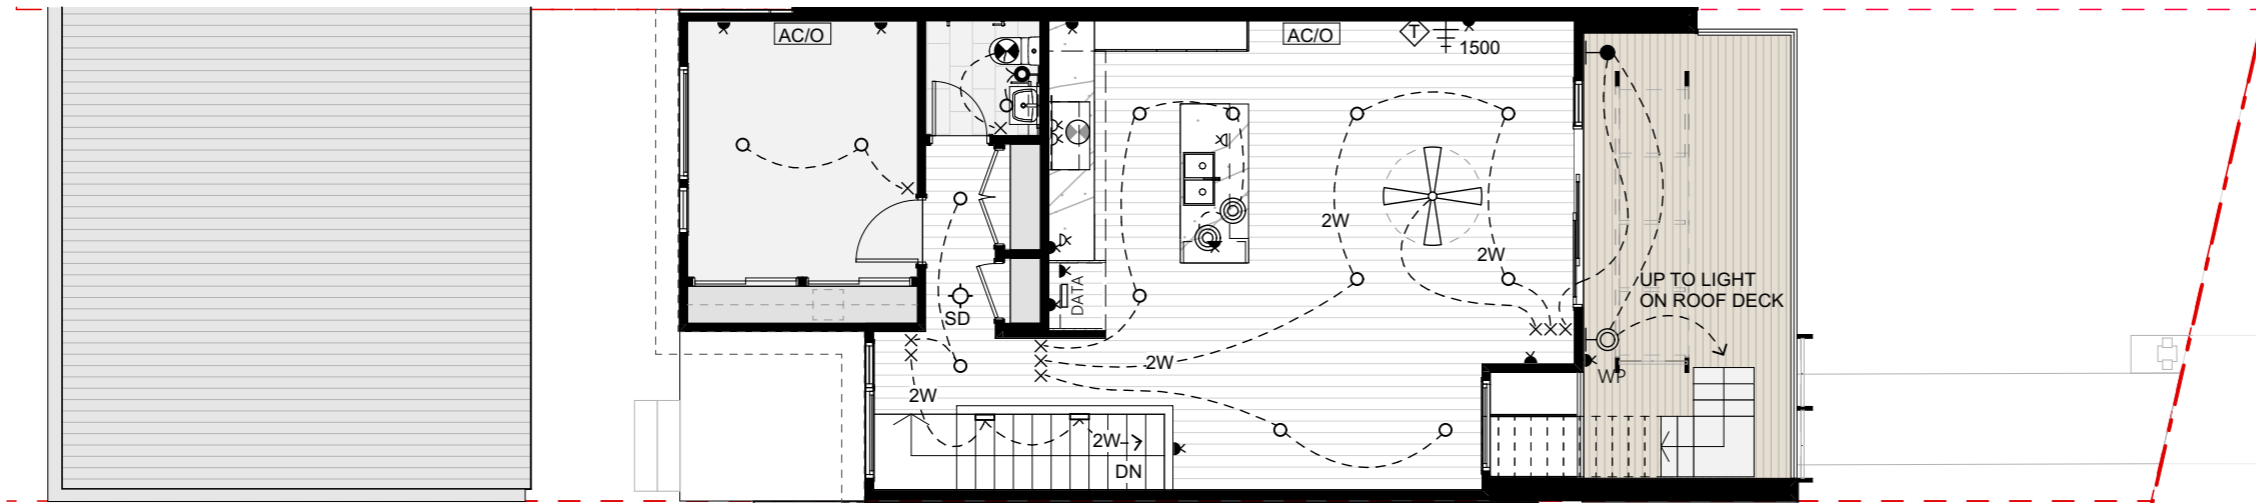 AC/O
AC/O
T
1500
2W
2W
UP TO LIGHT
ON ROOF DECK
DATA
SD
2W
WP
2W
2W
DN